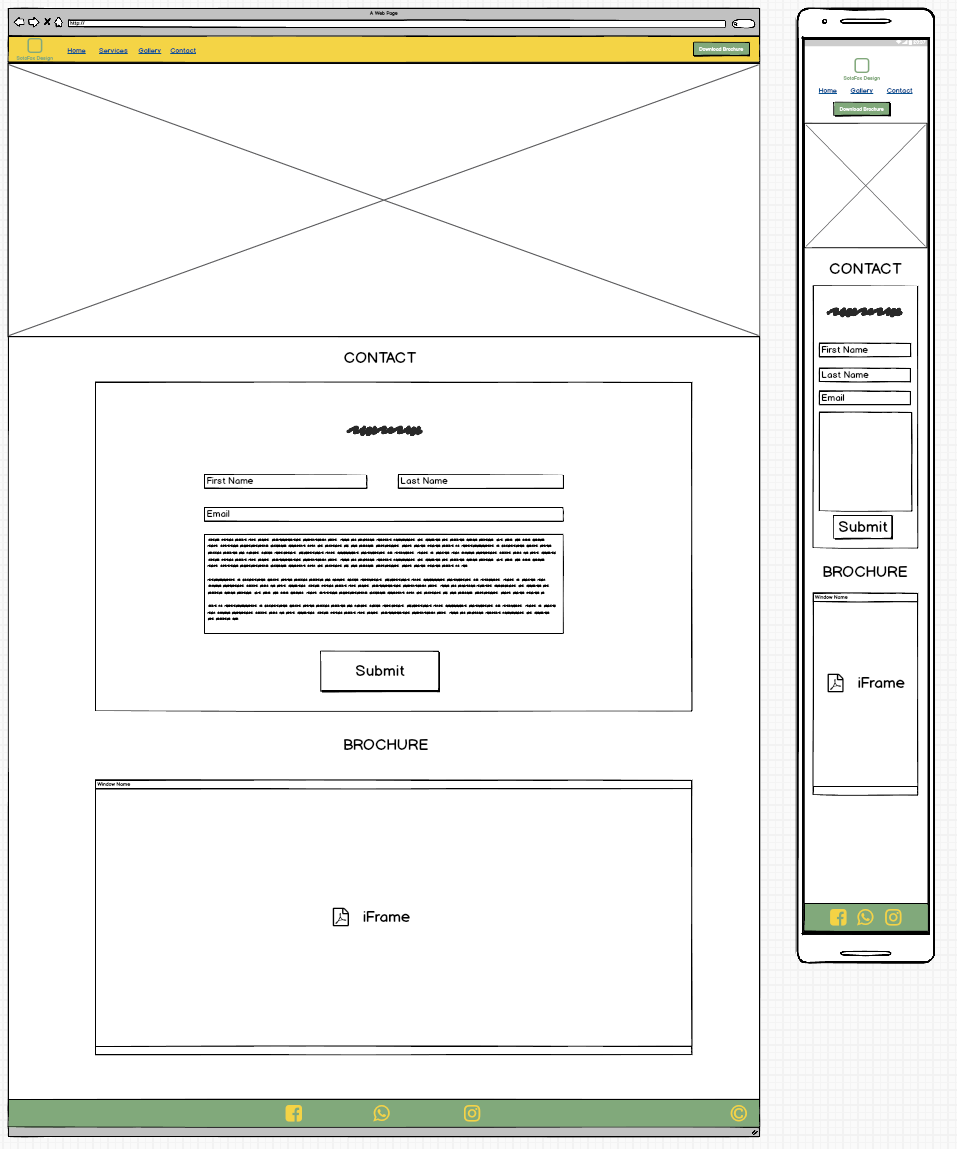 A Web Page
http://
Home Services Gallery Contact
Download Brochure
SotoFox Design
CONTACT
First Name Last Name
Email
Submit
BROCHURE
Window Name
iFrame
SotoFox Design
Home Gallery Contact
Download Brochure
CONTACT
First Name
Last Name
Email
Submit
BROCHURE
Window Name
iFrame